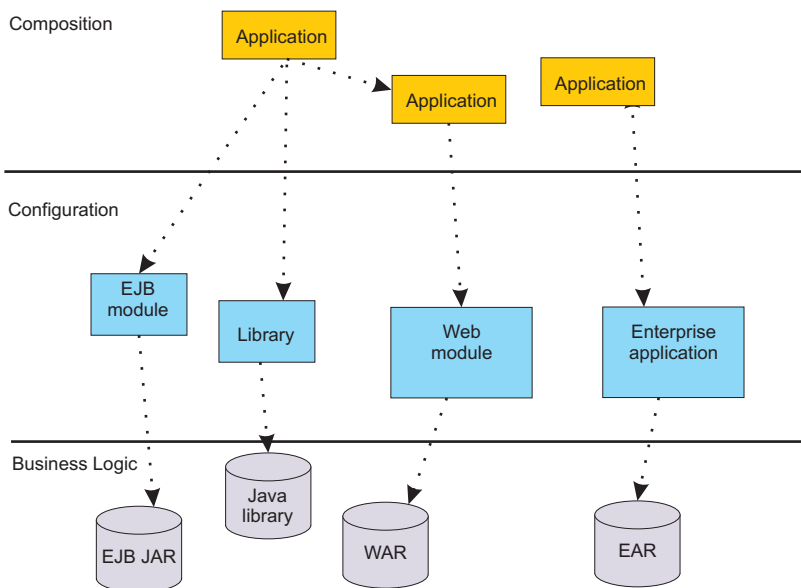 Composition
Application
Application
Application
Configuration
EJB
module
Library
Web
module
Enterprise
application
Business Logic
EJB JAR
Java
library
WAR
EAR